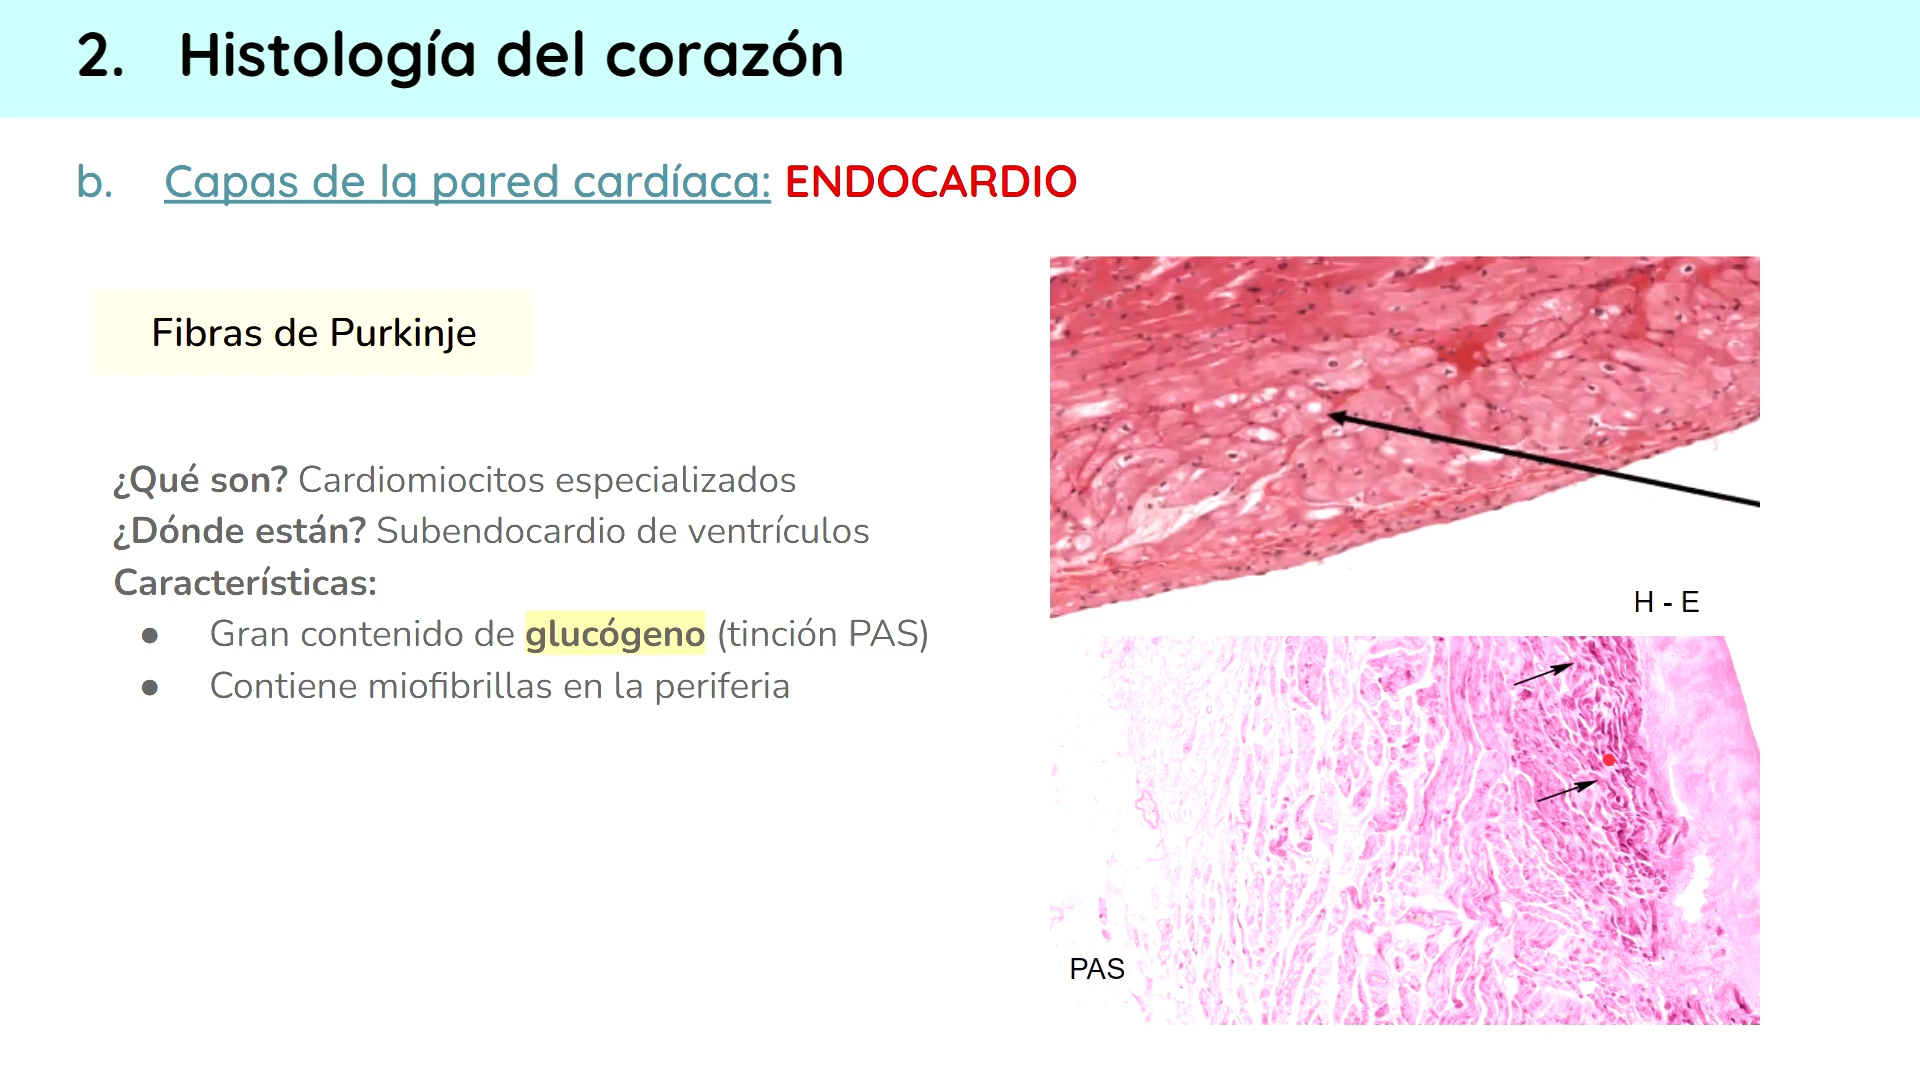 2. Histología del corazón
b. Capas de la pared cardíaca: ENDOCARDIO
Fibras de Purkinje
¿Qué son? Cardiomiocitos especializados
¿Dónde están? Subendocardio de ventrículos
Características:
● Gran contenido de glucógeno (tinción PAS)
● Contiene miofibrillas en la periferia
H - E
PAS